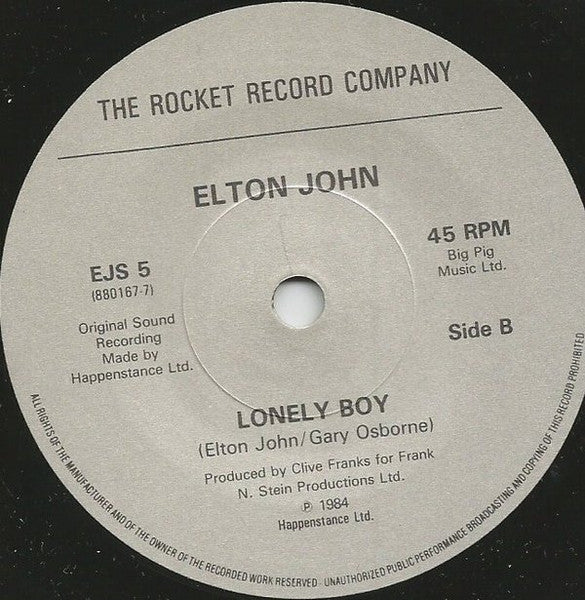 THE ROCKET RECORD COMPANY
ELTON JOHN
EJS 5
(880167-7)
Original Sound
Recording
Made by
Happenstance Ltd.
45 RPM
Big Pig
Music Ltd.
Side B
LONELY BOY
(Elton John/Gary Osborne)
Produced by Clive Franks for Frank
N. Stein Productions Ltd.
℗ 1984
Happenstance Ltd.
ALL RIGHTS OF THE MANUFACTURER AND OF THE OWNER OF THE RECORDED WORK RESERVED - UNAUTHORIZED PUBLIC PERFORMANCE BROADCASTING AND COPYING OF THIS RECORD PROHIBITED